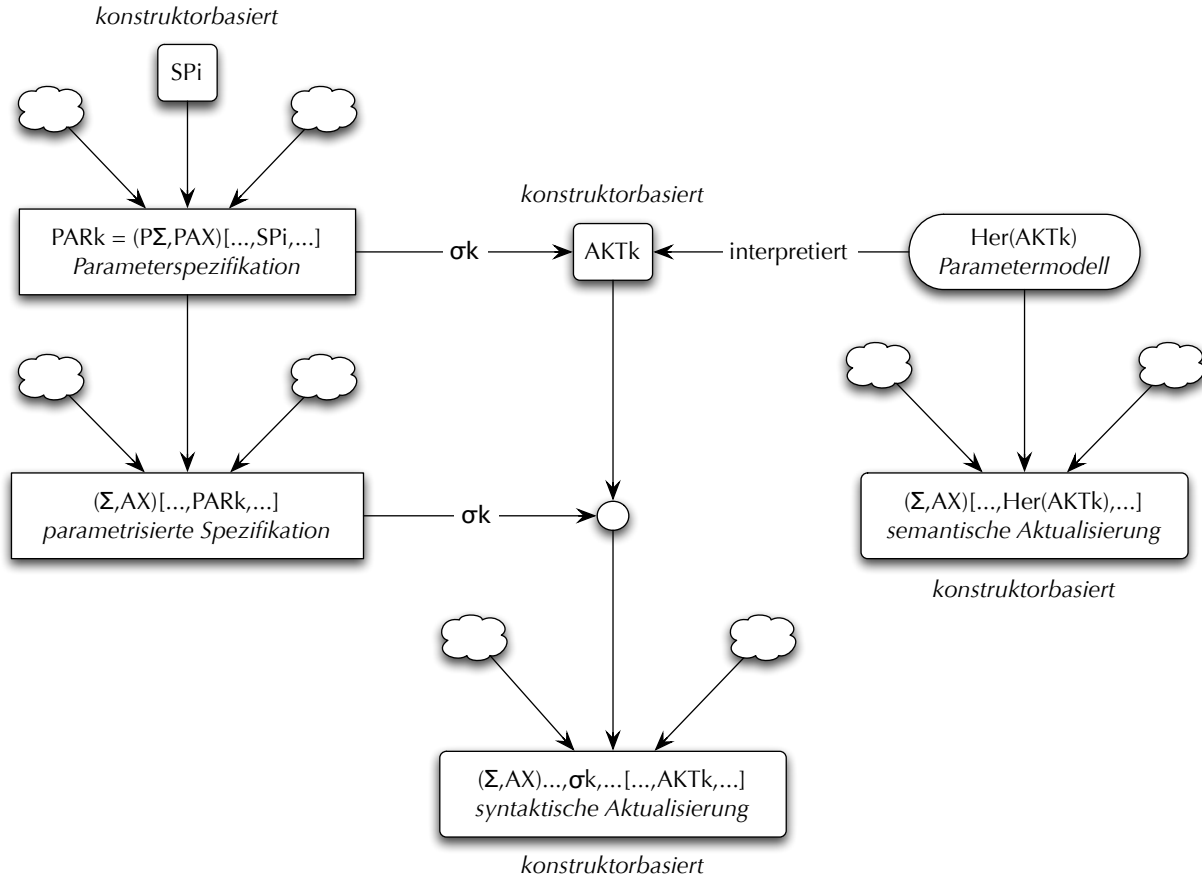 konstruktorbasiert
SPi
PARk = (PΣ,PAX)[...,SPi,...]
Parameterspezifikation
σk
konstruktorbasiert
AKTk
interpretiert
Her(AKTk)
Parametermodell
(Σ,AX)[...,PARk,...]
parametrisierte Spezifikation
σk
(Σ,AX)[...,Her(AKTk),...]
semantische Aktualisierung
konstruktorbasiert
(Σ,AX)...,σk,...[...,AKTk,...]
syntaktische Aktualisierung
konstruktorbasiert